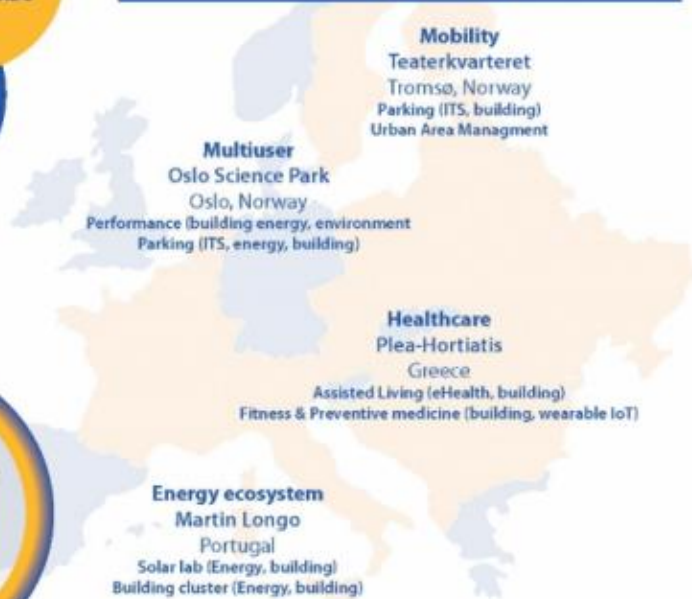 Mobility
Teaterkvarteret
Tromsø, Norway
Parking (ITS, building)
Urban Area Managment
Multiuser
Oslo Science Park
Oslo, Norway
Performance (building energy, environment
Parking (ITS, energy, building)
Healthcare
Plea-Hortiatis
Greece
Assisted Living (eHealth, building)
Fitness & Preventive medicine (building, wearable IoT)
Energy ecosystem
Martin Longo
Portugal
Solar lab (Energy, building)
Building cluster (Energy, building)